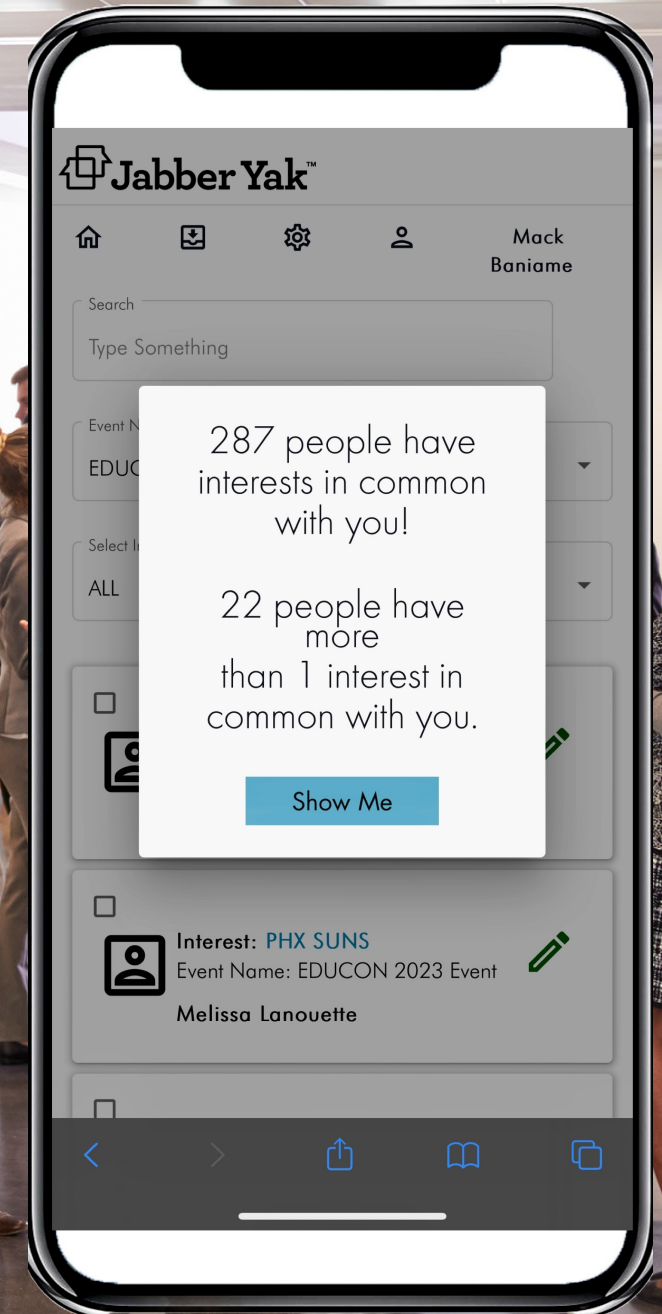 Jabber Yak™
Mack
Baniame
Search
Type Something
Event N
EDUC
Select I
ALL
287 people have
interests in common
with you!
22 people have
more
than 1 interest in
common with you.
Show Me
Interest: PHX SUNS
Event Name: EDUCON 2023 Event
Melissa Lanouette